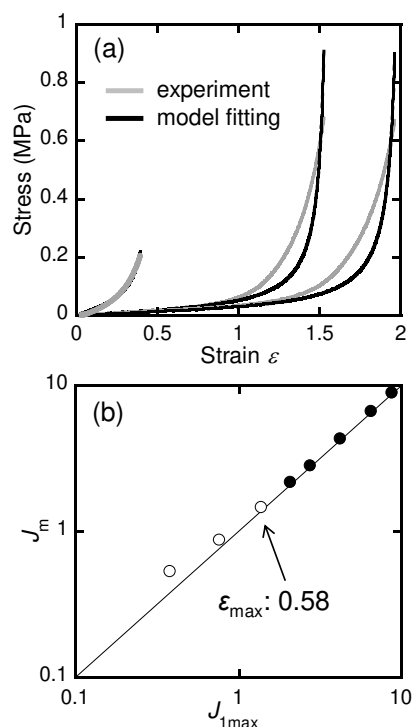 (a)
experiment
model fitting
Stress (MPa)
1
0.8
0.6
0.4
0.2
0
0 0.5 1 1.5 2
Strain ε
(b)
J_m
10
1
0.1
ε_max: 0.58
0.1 1 10
J_1max